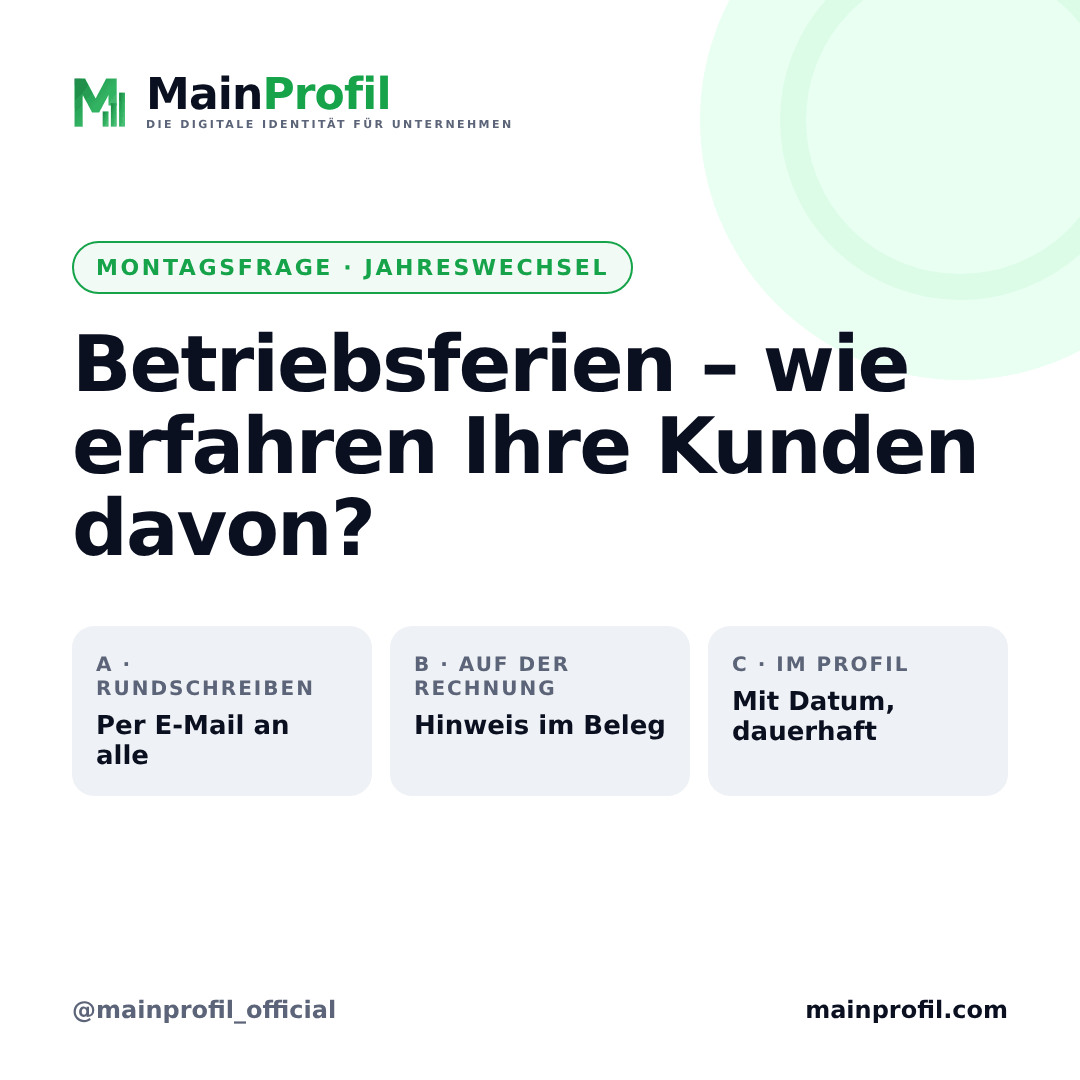 MainProfil
DIE DIGITALE IDENTITÄT FÜR UNTERNEHMEN
MONTAGSFRAGE · JAHRESWECHSEL
Betriebsferien – wie
erfahren Ihre Kunden
davon?
A ·
RUNDSCHREIBEN
Per E-Mail an
alle
B · AUF DER
RECHNUNG
Hinweis im Beleg
C · IM PROFIL
Mit Datum,
dauerhaft
@mainprofil_official
mainprofil.com